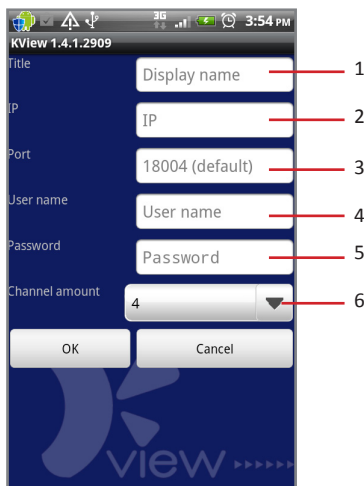 3G 3:54 PM
KView 1.4.1.2909
Title Display name 1
IP IP 2
Port 18004 (default) 3
User name User name 4
Password Password 5
Channel amount 4 6
OK Cancel
view